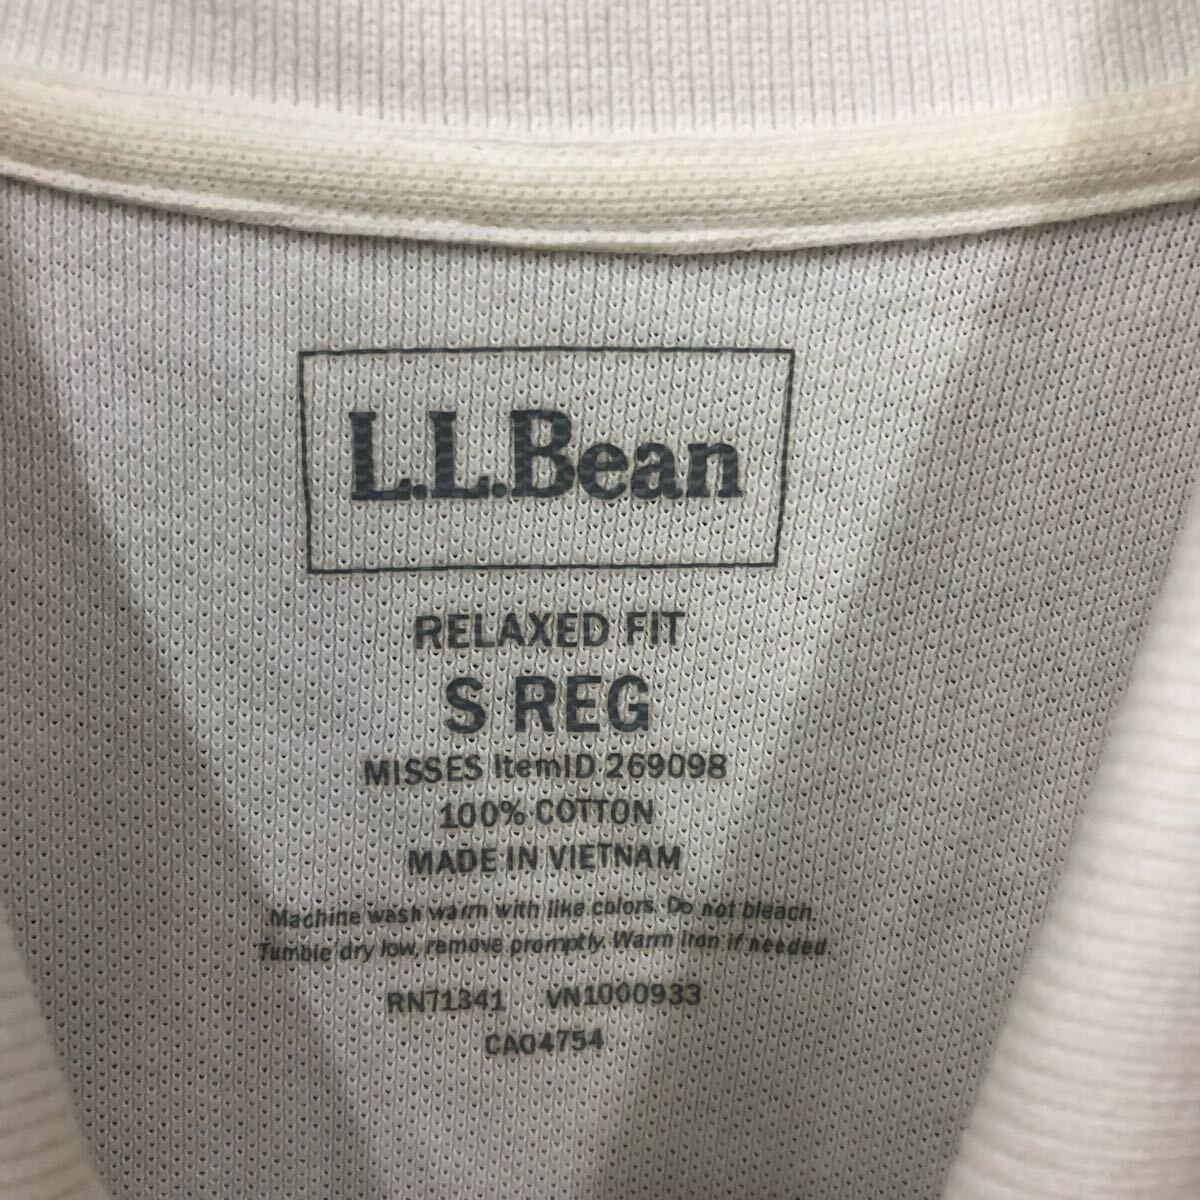 L.L.Bean
RELAXED FIT
S REG
MISSES ItemID 269098
100% COTTON
MADE IN VIETNAM
Machine wash warm with like colors. Do not bleach.
Tumble dry low, remove promptly. Warm iron if needed.
RN71341 VN1000933
CA04754